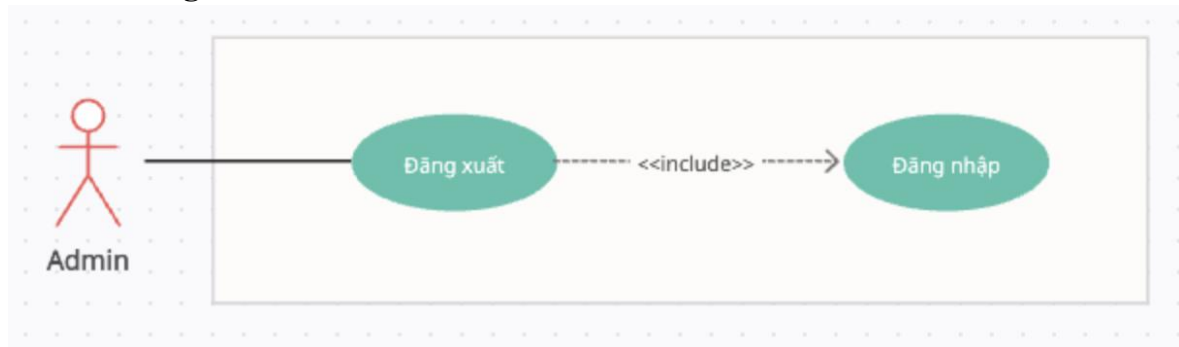 Đăng xuất
<<include>>
Đăng nhập
Admin